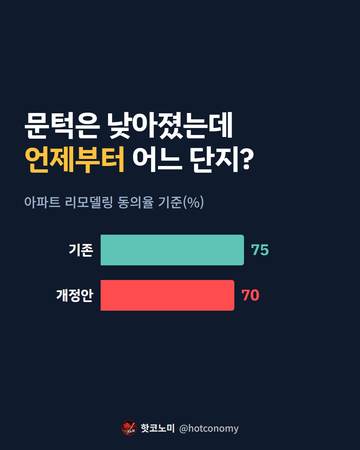 문턱은 낮아졌는데
언제부터 어느 단지?
아파트 리모델링 동의율 기준(%)
기존 75
개정안 70
핫코노미 @hotconomy